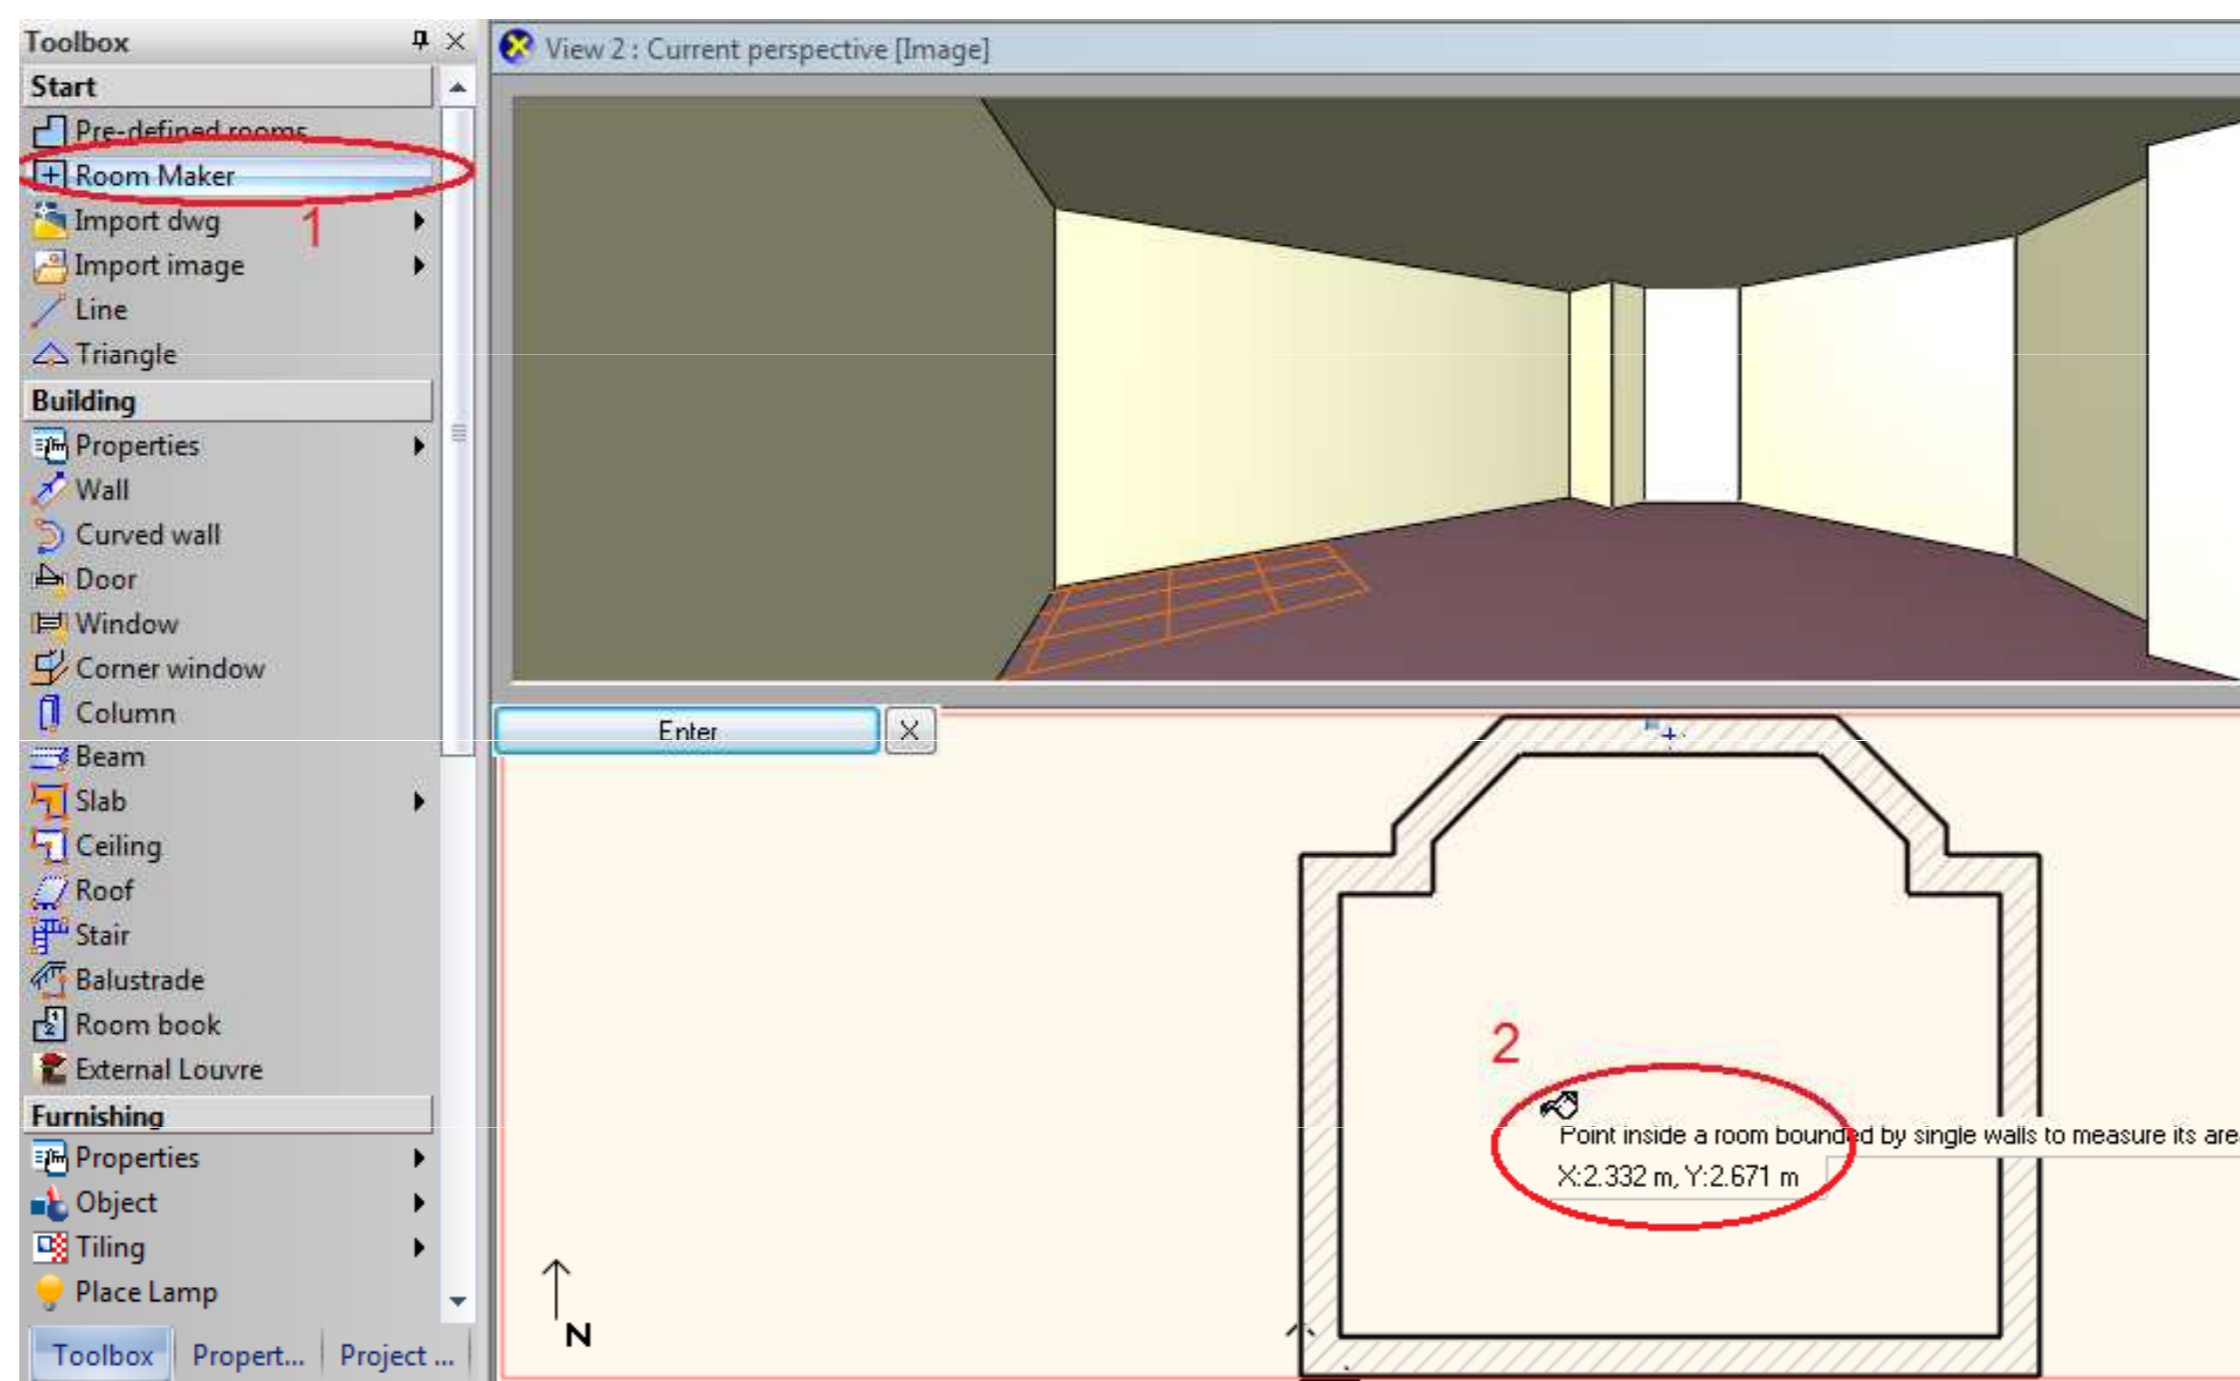 Toolbox
Start
Pre-defined rooms
Room Maker
1
Import dwg
Import image
Line
Triangle
Building
Properties
Wall
Curved wall
Door
Window
Corner window
Column
Beam
Slab
Ceiling
Roof
Stair
Balustrade
Room book
External Louvre
Furnishing
Properties
Object
Tiling
Place Lamp
Toolbox Propert... Project ...
View 2 : Current perspective [Image]
Enter X
2
Point inside a room bounded by single walls to measure its are
X:2.332 m, Y:2.671 m
N